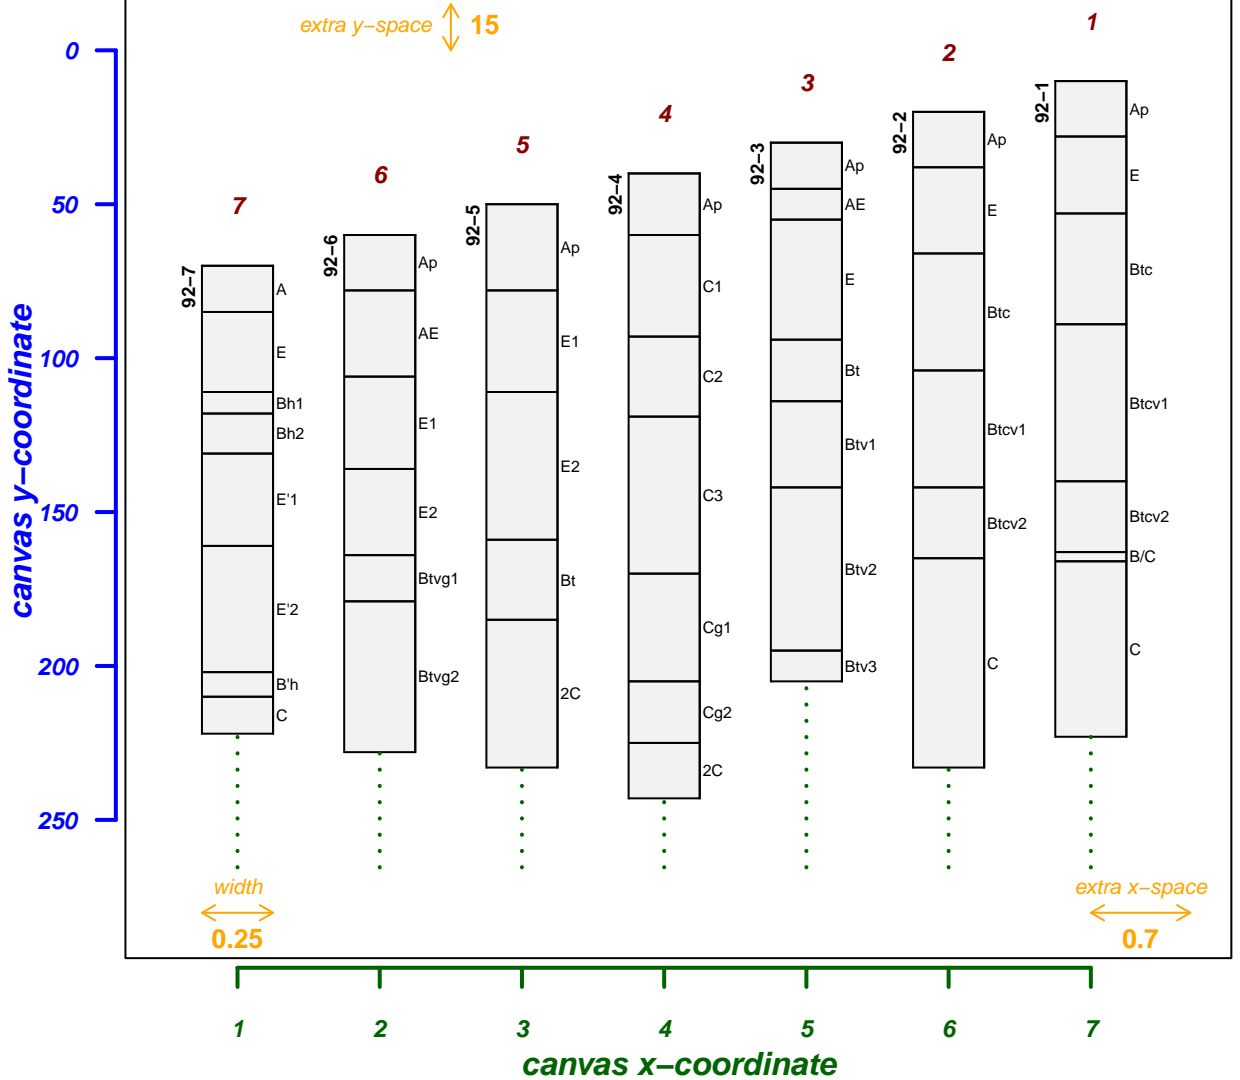 extra y−space 15
1
2
3
4
5
6
7
canvas y−coordinate
0
50
100
150
200
250
92−7
A
E
Bh1
Bh2
E'1
E'2
B'h
C
92−6
Ap
AE
E1
E2
Btvg1
Btvg2
92−5
Ap
E1
E2
Bt
2C
92−4
Ap
C1
C2
C3
Cg1
Cg2
2C
92−3
Ap
AE
E
Bt
Btv1
Btv2
Btv3
92−2
Ap
E
Btc
Btcv1
Btcv2
C
92−1
Ap
E
Btc
Btcv1
Btcv2
B/C
C
width
0.25
extra x−space
0.7
1 2 3 4 5 6 7
canvas x−coordinate